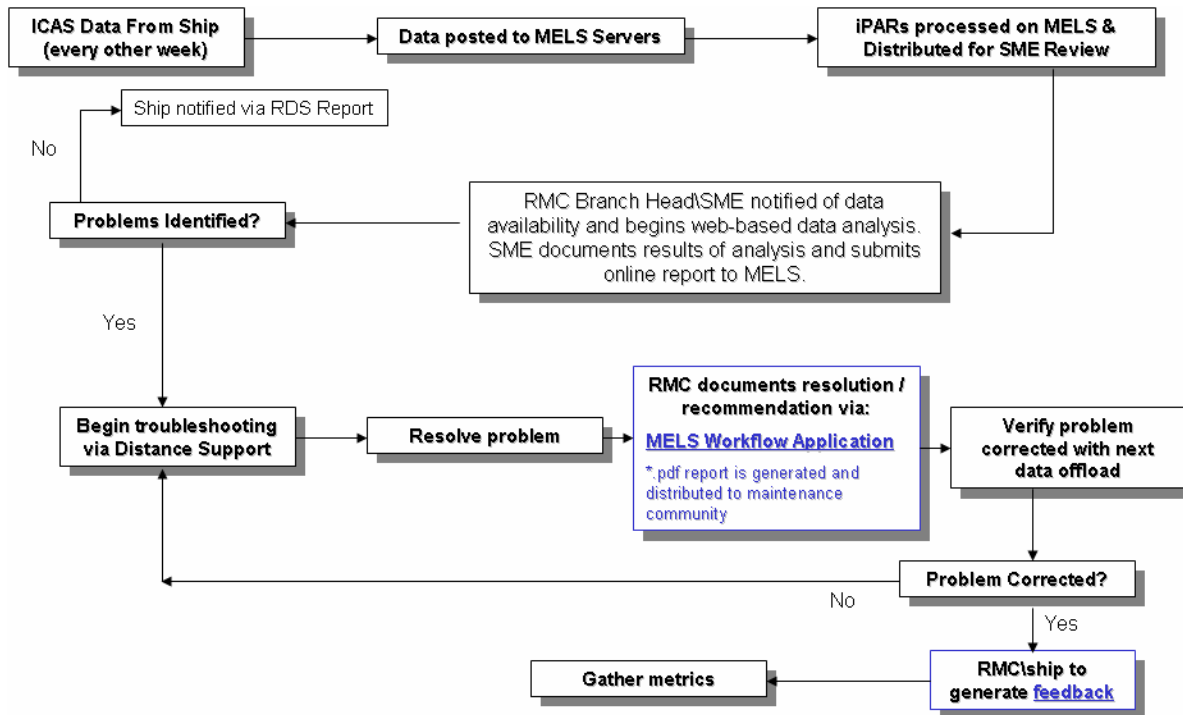 ICAS Data From Ship
(every other week)
Data posted to MELS Servers
iPARs processed on MELS &
Distributed for SME Review
Ship notified via RDS Report
No
Problems Identified?
RMC Branch Head\SME notified of data
availability and begins web-based data analysis.
SME documents results of analysis and submits
online report to MELS.
Yes
Begin troubleshooting
via Distance Support
Resolve problem
RMC documents resolution /
recommendation via:
MELS Workflow Application
*.pdf report is generated and
distributed to maintenance
community
Verify problem
corrected with next
data offload
Problem Corrected?
No
Yes
RMC\ship to
generate feedback
Gather metrics